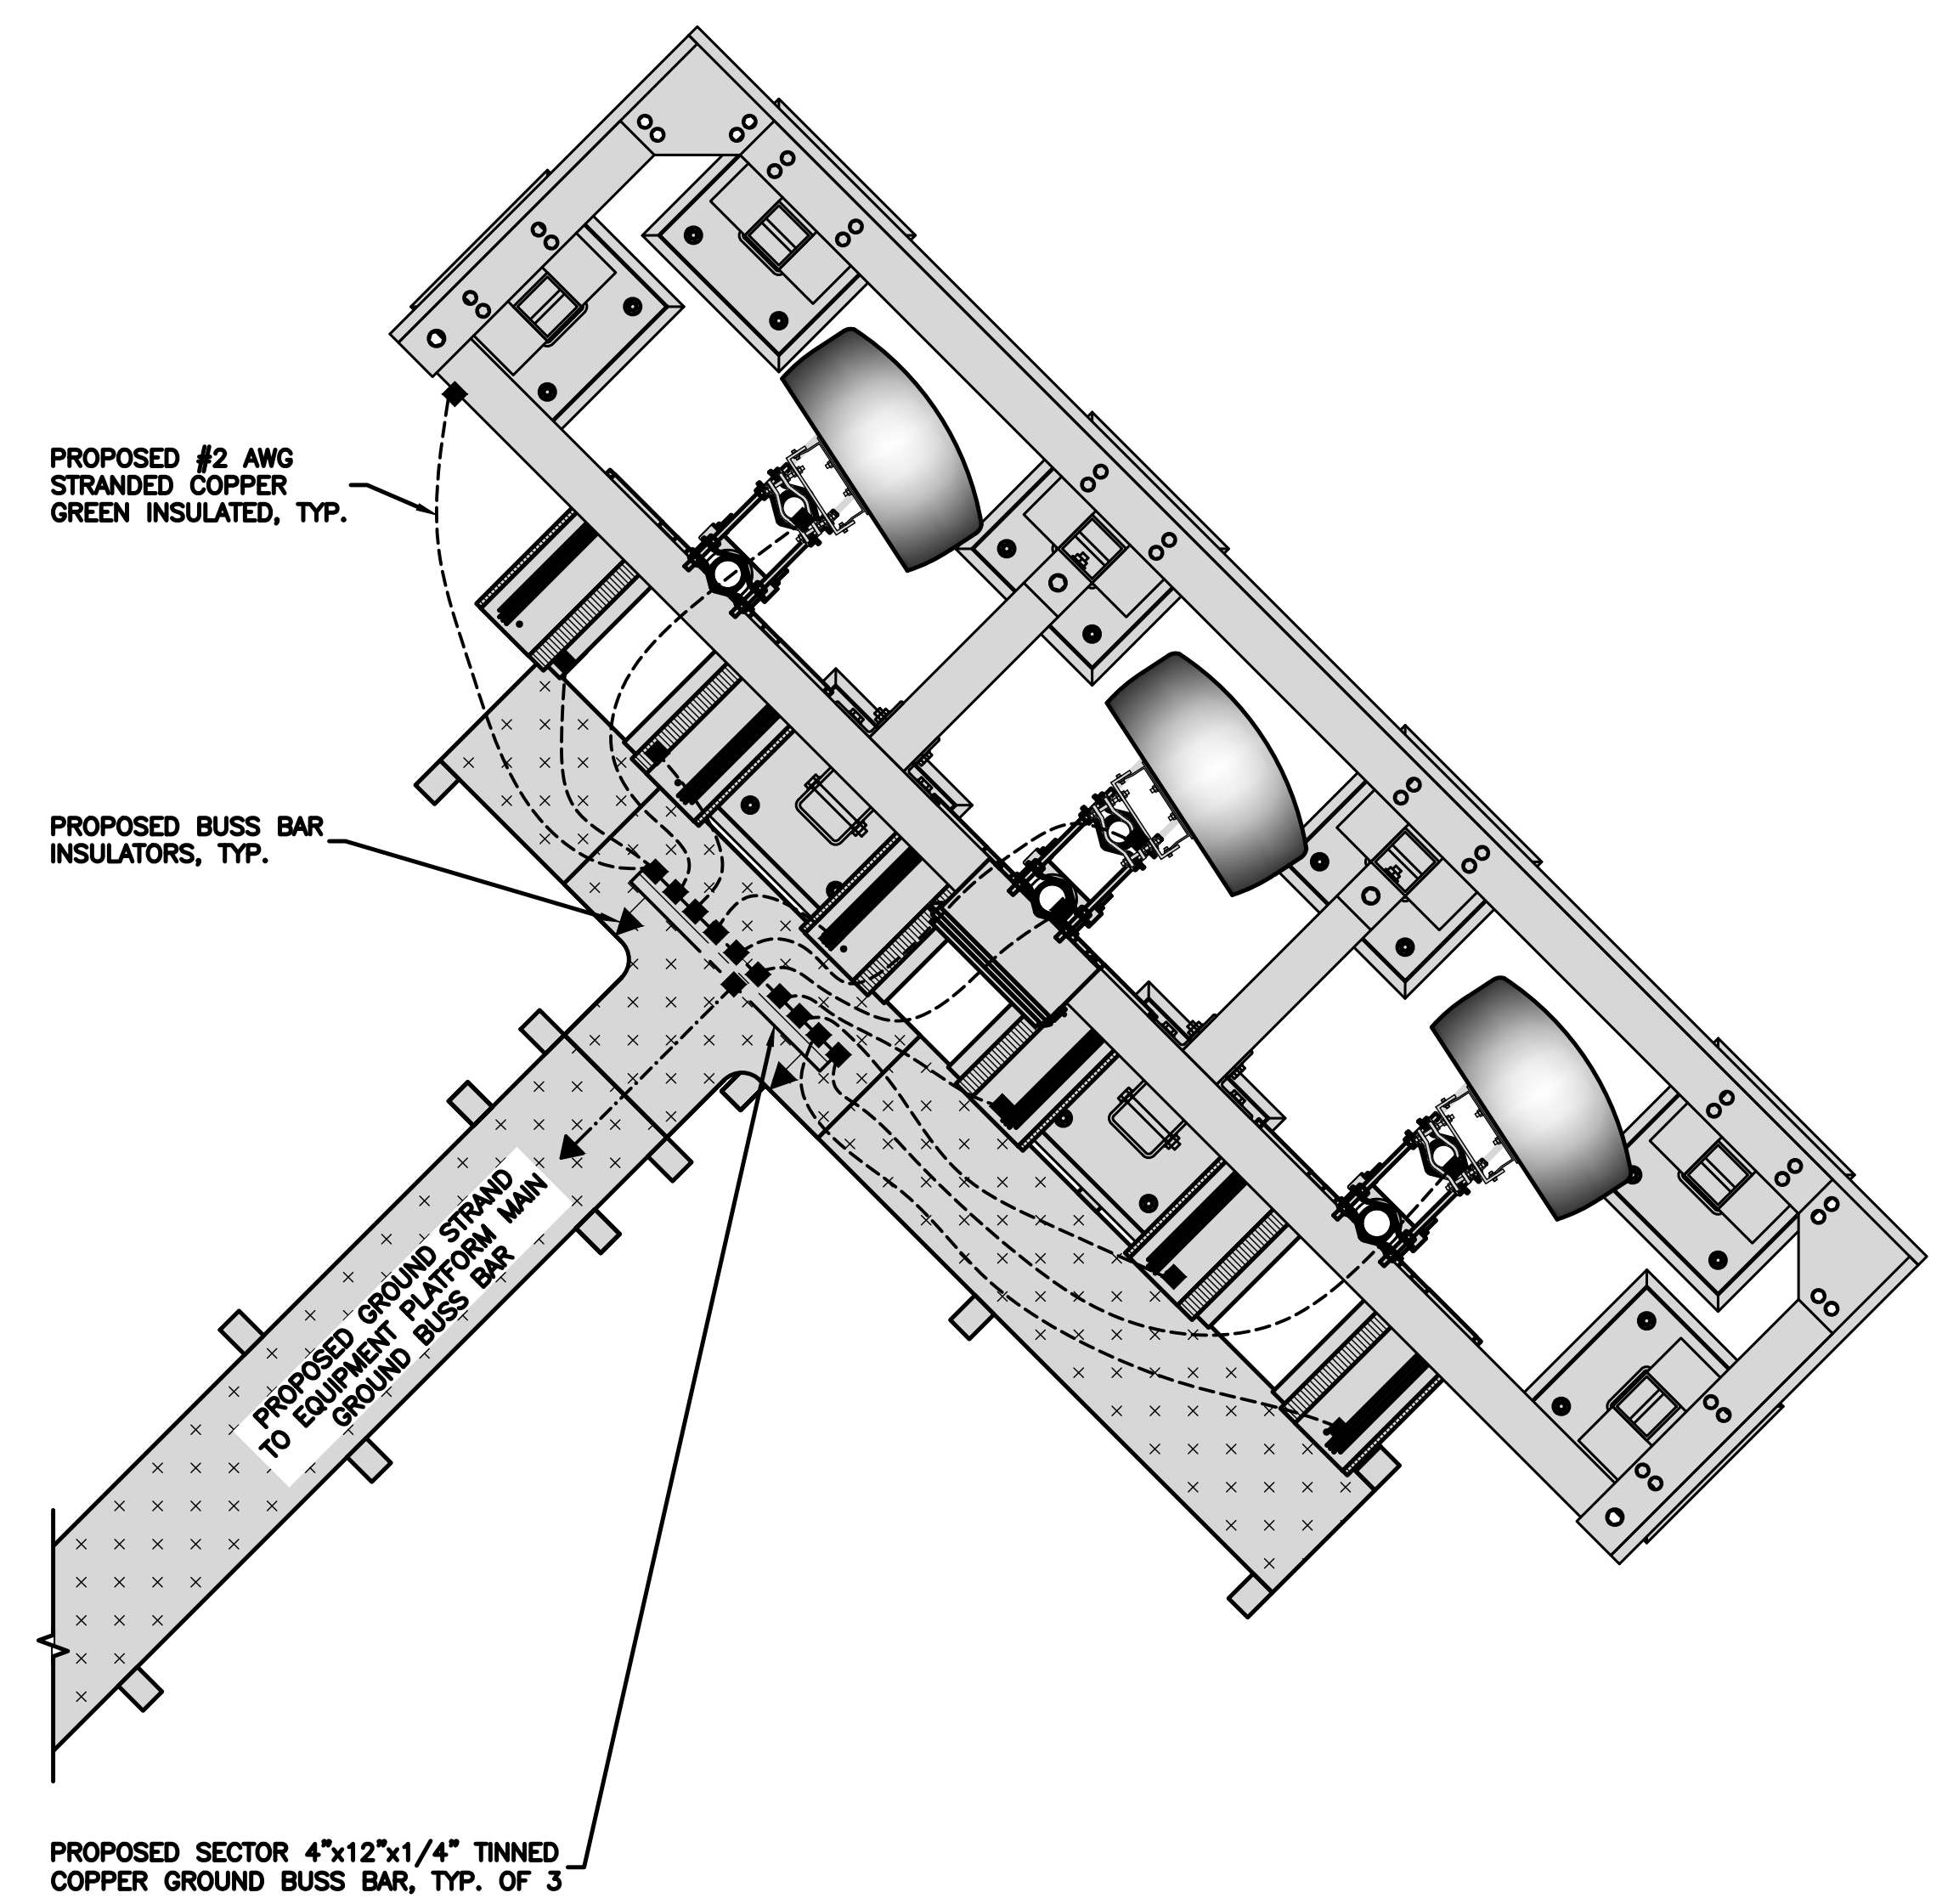 PROPOSED #2 AWG
STRANDED COPPER
GREEN INSULATED, TYP.
PROPOSED BUSS BAR
INSULATORS, TYP.
PROPOSED GROUND STRAND
TO EQUIPMENT PLATFORM MAIN
GROUND BUSS BAR
PROPOSED SECTOR 4"x12"x1/4" TINNED
COPPER GROUND BUSS BAR, TYP. OF 3